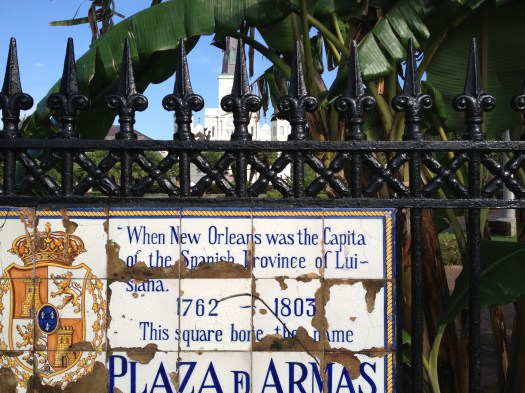 ~When New Orleans was the Capita
of the Spanish Province of Lui~
siana.
1762 ~ 1803
This square bore the name
PLAZA D ARMAS